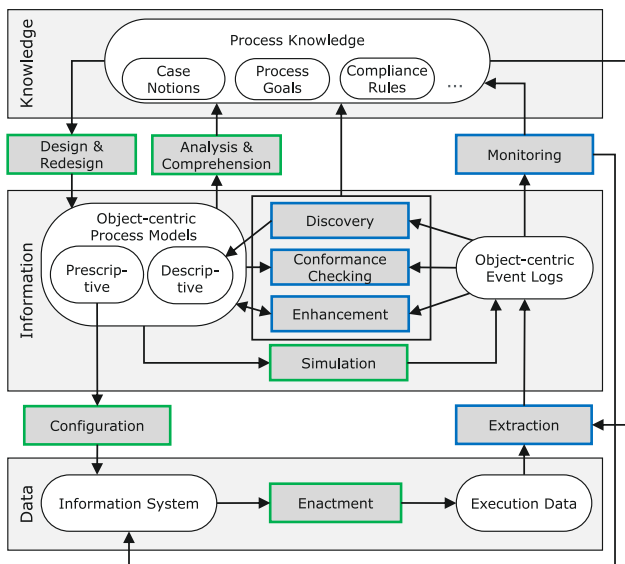 Knowledge
Process Knowledge
Case
Notions
Process
Goals
Compliance
Rules
...
Design &
Redesign
Analysis &
Comprehension
Monitoring
Information
Object-centric
Process Models
Prescrip-
tive
Descrip-
tive
Discovery
Conformance
Checking
Enhancement
Object-centric
Event Logs
Simulation
Configuration
Extraction
Data
Information System
Enactment
Execution Data